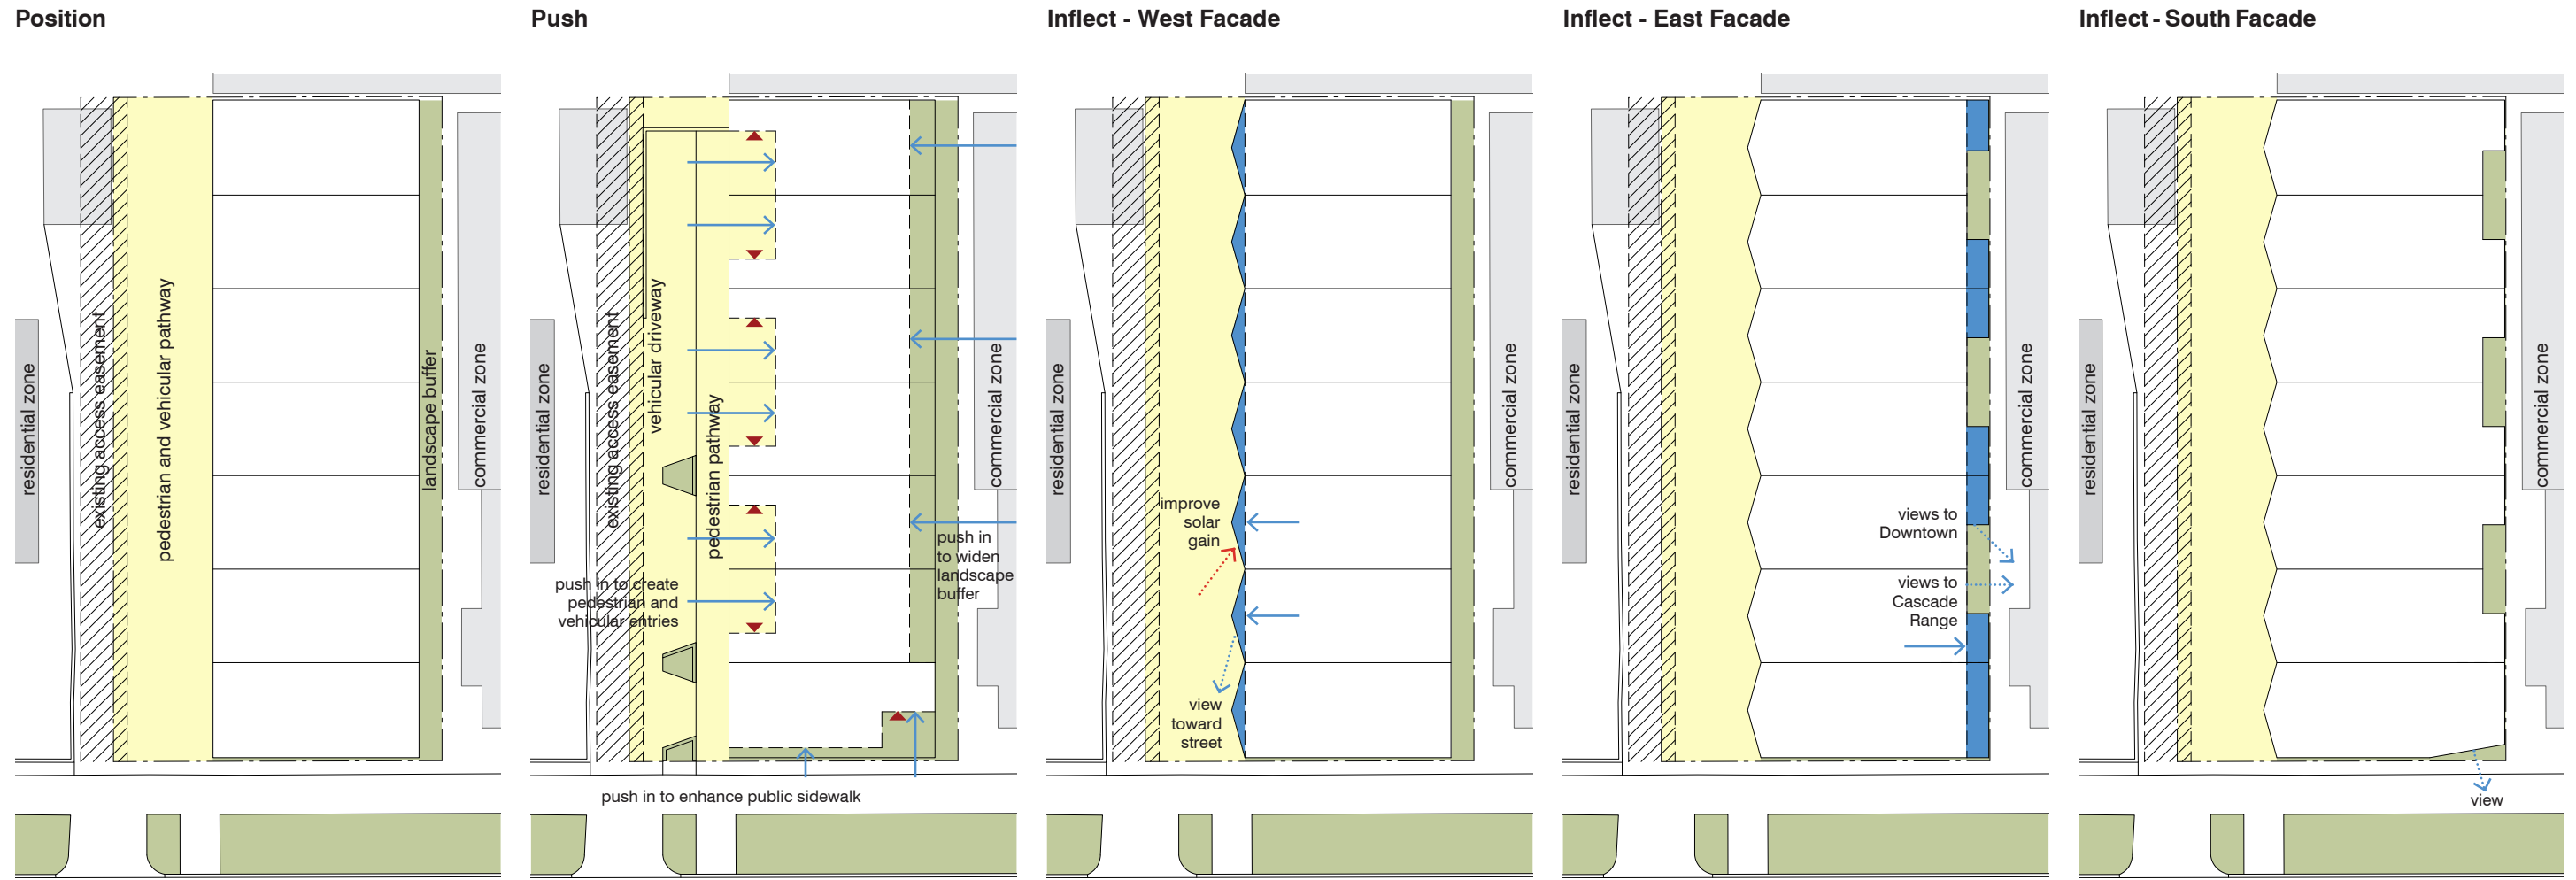 Position
residential zone
existing access easement
pedestrian and vehicular pathway
landscape buffer
commercial zone
Push
residential zone
existing access easement
vehicular driveway
pedestrian pathway
commercial zone
push in to create
pedestrian and
vehicular entries
push in
to widen
landscape
buffer
push in to enhance public sidewalk
Inflect - West Facade
residential zone
commercial zone
improve
solar
gain
view
toward
street
Inflect - East Facade
residential zone
commercial zone
views to
Downtown
views to
Cascade
Range
Inflect - South Facade
residential zone
commercial zone
view